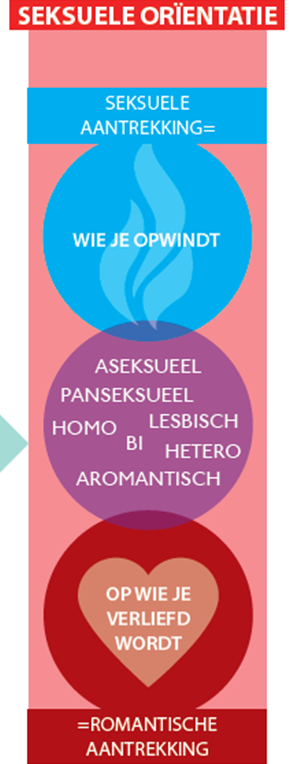 SEKSUELE ORÏENTATIE
SEKSUELE
AANTREKKING=
WIE JE OPWINDT
ASEKSUEEL
PANSEKSUEEL
HOMO LESBISCH
BI HETERO
AROMANTISCH
OP WIE JE
VERLIEFD
WORDT
=ROMANTISCHE
AANTREKKING